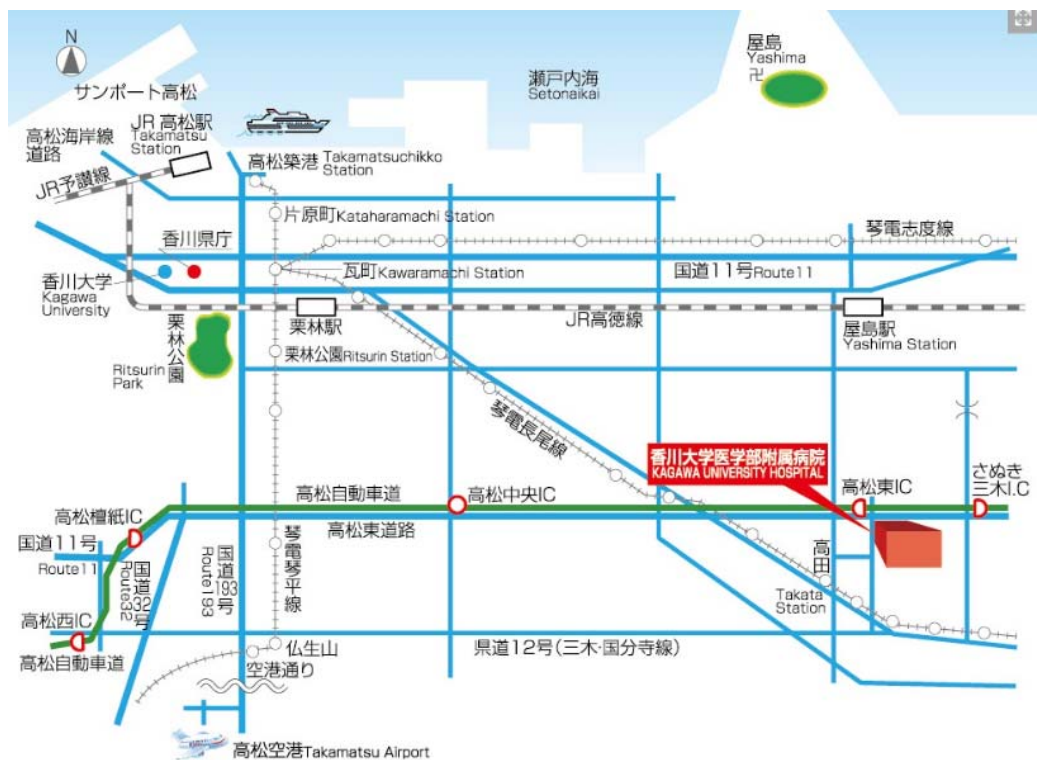 N
サンポート高松
屋島
Yashima
卍
瀬戸内海
Setonaikai
高松海岸線
道路
JR 高松駅
Takamatsu
Station
JR予讃線
高松築港 Takamatsuchikko
Station
片原町 Kataharamachi Station
琴電志度線
香川県庁
香川大学
Kagawa
University
瓦町 Kawaramachi Station
国道11号 Route11
栗林駅
JR高徳線
屋島駅
Yashima Station
栗林公園
Ritsurin
Park
栗林公園 Ritsurin Station
琴電長尾線
香川大学医学部附属病院
KAGAWA UNIVERSITY HOSPITAL
さぬき
三木I.C
高松東IC
高松自動車道
高松中央IC
高松檀紙IC
高松東道路
国道11号
Route11
国道32号
Route32
国道193号
Route193
琴電琴平線
高田
Takata
Station
高松西IC
高松自動車道
仏生山
県道12号(三木・国分寺線)
空港通り
高松空港 Takamatsu Airport